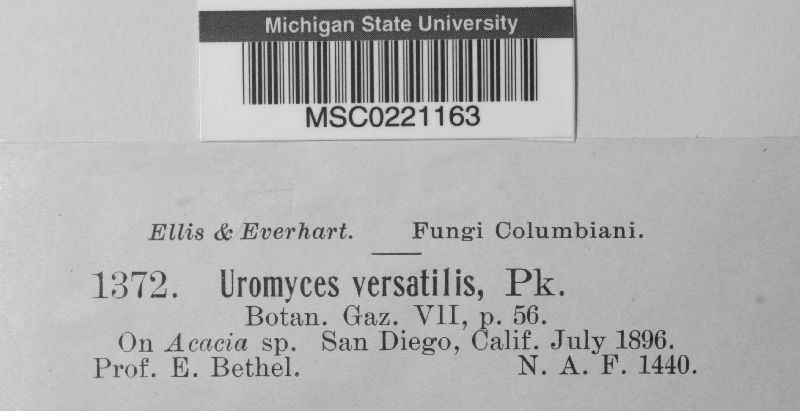 Michigan State University
MSC0221163
Ellis & Everhart. Fungi Columbiani.
1372. Uromyces versatilis, Pk.
Botan. Gaz. VII, p. 56.
On Acacia sp. San Diego, Calif. July 1896.
Prof. E. Bethel. N. A. F. 1440.